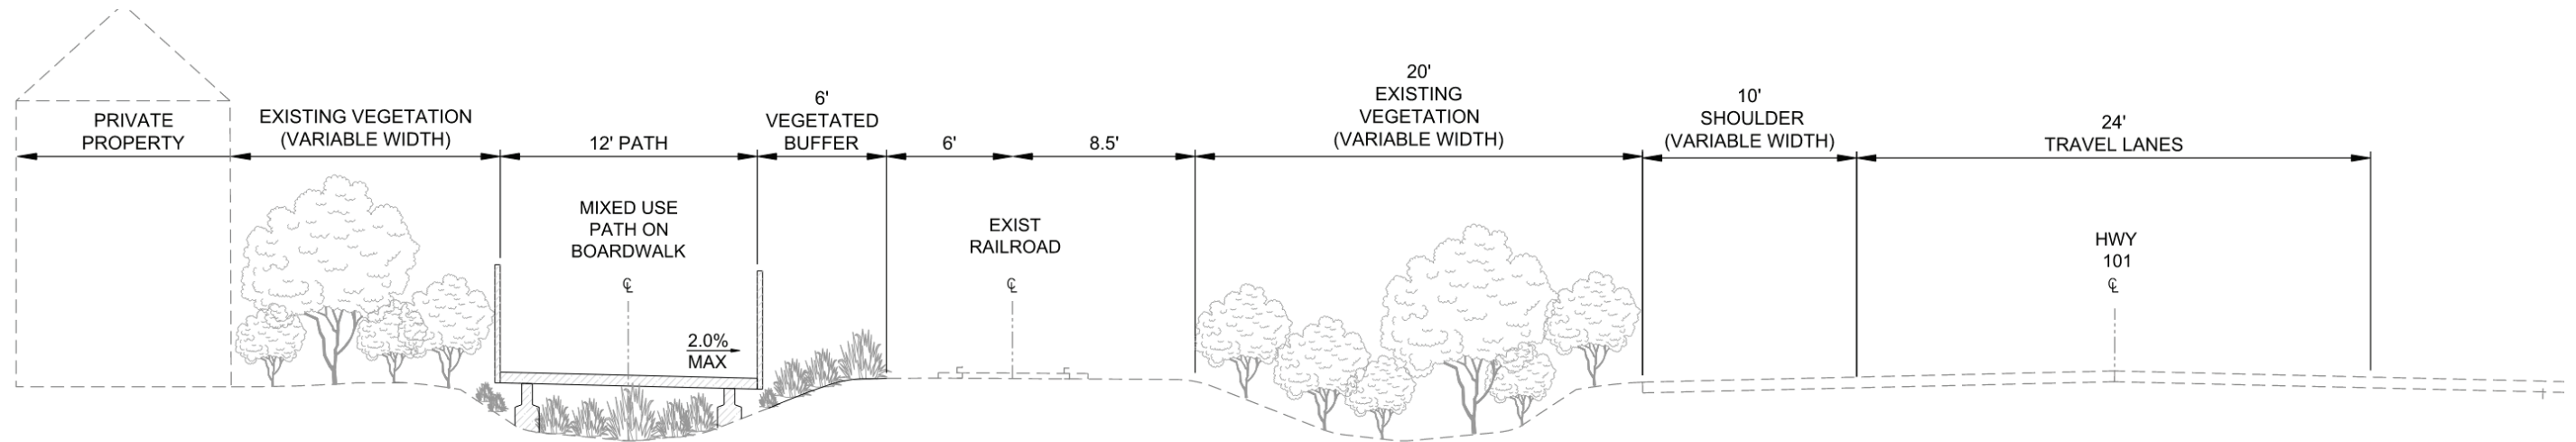 PRIVATE
PROPERTY
EXISTING VEGETATION
(VARIABLE WIDTH)
12' PATH
6'
VEGETATED
BUFFER
6'
8.5'
20'
EXISTING
VEGETATION
(VARIABLE WIDTH)
10'
SHOULDER
(VARIABLE WIDTH)
24'
TRAVEL LANES
MIXED USE
PATH ON
BOARDWALK
℄
2.0%
MAX
EXIST
RAILROAD
℄
HWY
101
℄